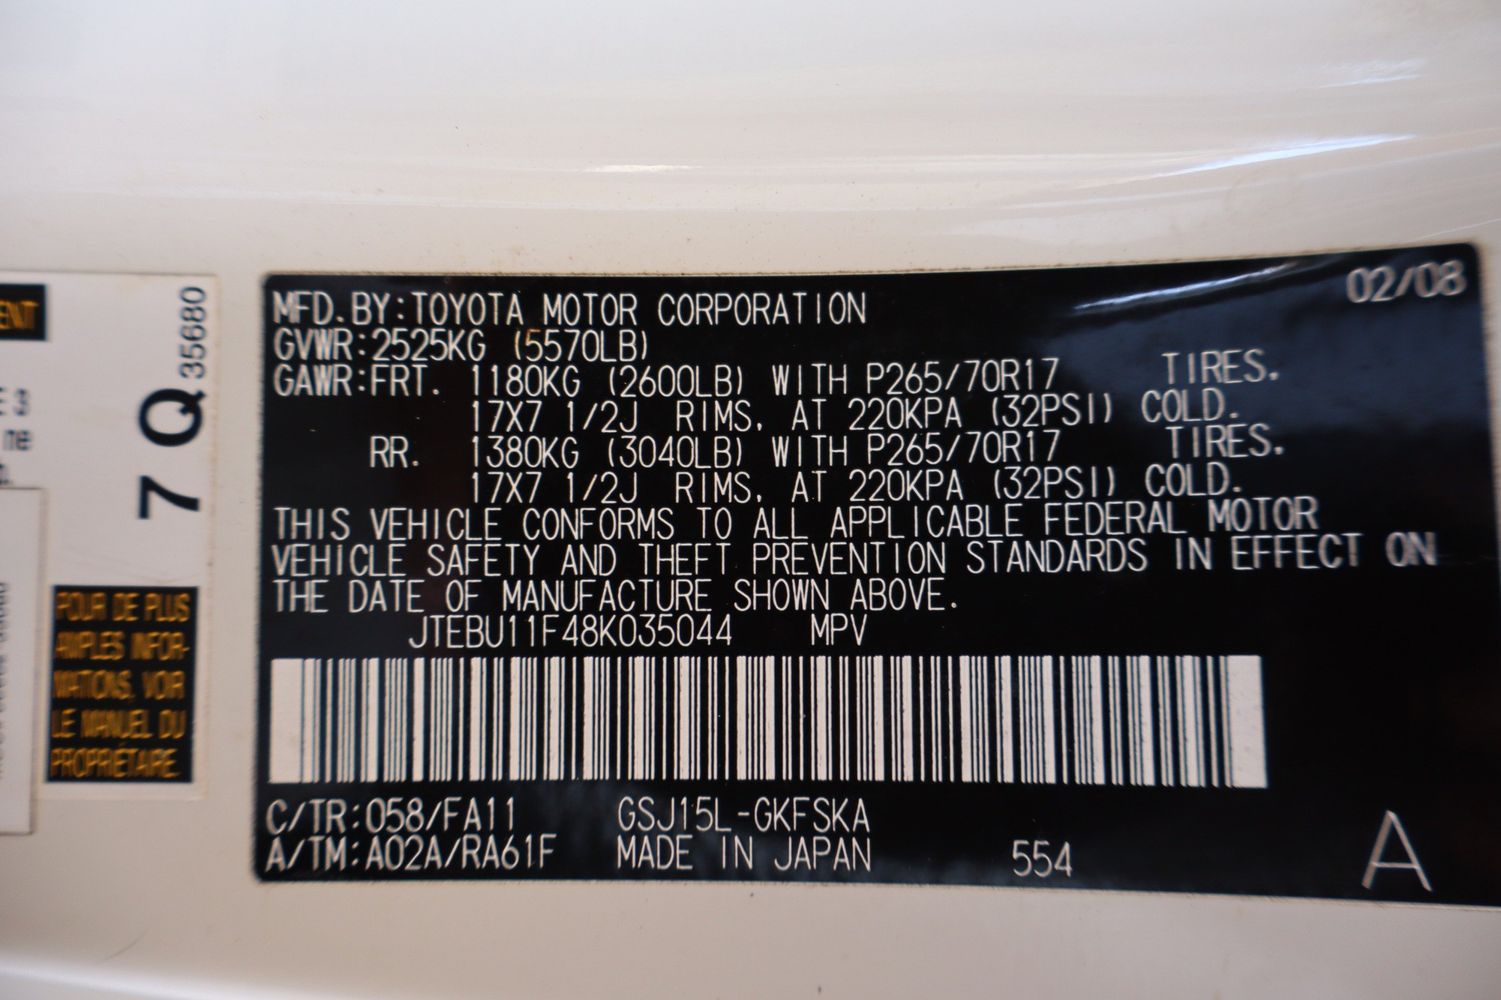 ENT
7 Q 35680
POUR DE PLUS
AMPLES INFOR-
MATIONS, VOIR
LE MANUEL DU
PROPRIÉTAIRE.
02/08
MFD.BY:TOYOTA MOTOR CORPORATION
GVWR:2525KG (5570LB)
GAWR:FRT. 1180KG (2600LB) WITH P265/70R17 TIRES.
17X7 1/2J RIMS, AT 220KPA (32PSI) COLD.
RR. 1380KG (3040LB) WITH P265/70R17 TIRES.
17X7 1/2J RIMS, AT 220KPA (32PSI) COLD.
THIS VEHICLE CONFORMS TO ALL APPLICABLE FEDERAL MOTOR
VEHICLE SAFETY AND THEFT PREVENTION STANDARDS IN EFFECT ON
THE DATE OF MANUFACTURE SHOWN ABOVE.
JTEBU11F48K035044 MPV
C/TR:058/FA11 GSJ15L-GKFSKA
A/TM:A02A/RA61F MADE IN JAPAN 554 A